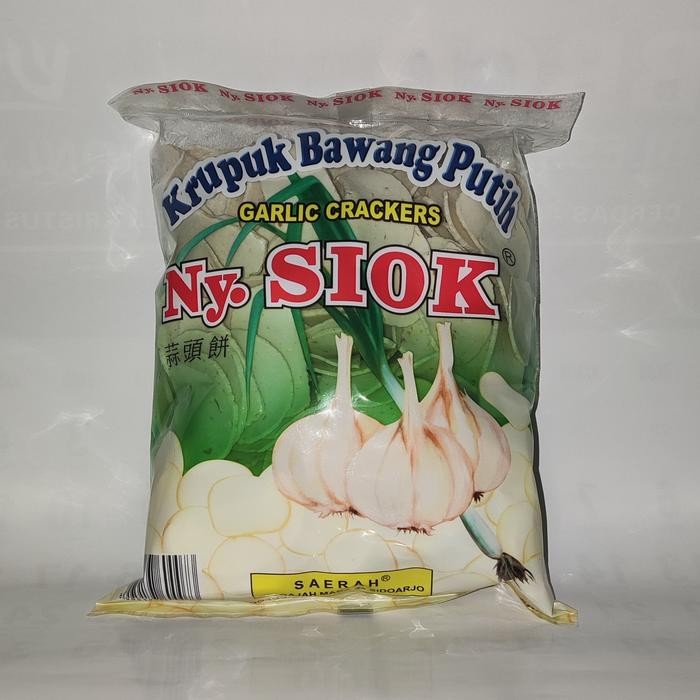 Ny. SIOK Ny. SIOK Ny. SIOK Ny. SIOK Ny. SIOK
Krupuk Bawang Putih
GARLIC CRACKERS
Ny. SIOK®
蒜頭餅
SAERAH®
SIDOARJO